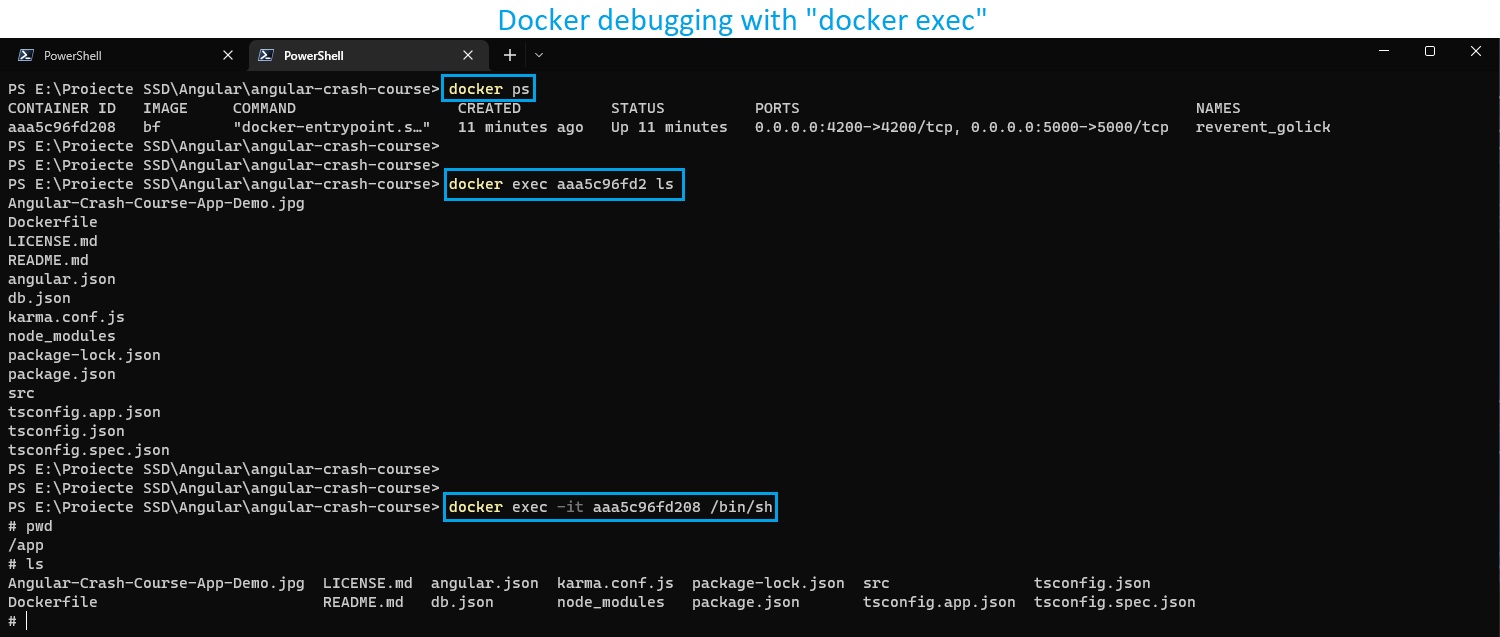 Docker debugging with "docker exec"
PowerShell
PowerShell
PS E:\Proiecte SSD\Angular\angular-crash-course> docker ps
CONTAINER ID   IMAGE     COMMAND                  CREATED          STATUS          PORTS                                            NAMES
aaa5c96fd208   bf        "docker-entrypoint.s…"   11 minutes ago   Up 11 minutes   0.0.0.0:4200->4200/tcp, 0.0.0.0:5000->5000/tcp   reverent_golick
PS E:\Proiecte SSD\Angular\angular-crash-course>
PS E:\Proiecte SSD\Angular\angular-crash-course>
PS E:\Proiecte SSD\Angular\angular-crash-course> docker exec aaa5c96fd2 ls
Angular-Crash-Course-App-Demo.jpg
Dockerfile
LICENSE.md
README.md
angular.json
db.json
karma.conf.js
node_modules
package-lock.json
package.json
src
tsconfig.app.json
tsconfig.json
tsconfig.spec.json
PS E:\Proiecte SSD\Angular\angular-crash-course>
PS E:\Proiecte SSD\Angular\angular-crash-course>
PS E:\Proiecte SSD\Angular\angular-crash-course> docker exec -it aaa5c96fd208 /bin/sh
# pwd
/app
# ls
Angular-Crash-Course-App-Demo.jpg  LICENSE.md  angular.json  karma.conf.js  package-lock.json  src                tsconfig.json
Dockerfile                         README.md   db.json       node_modules   package.json       tsconfig.app.json  tsconfig.spec.json
#